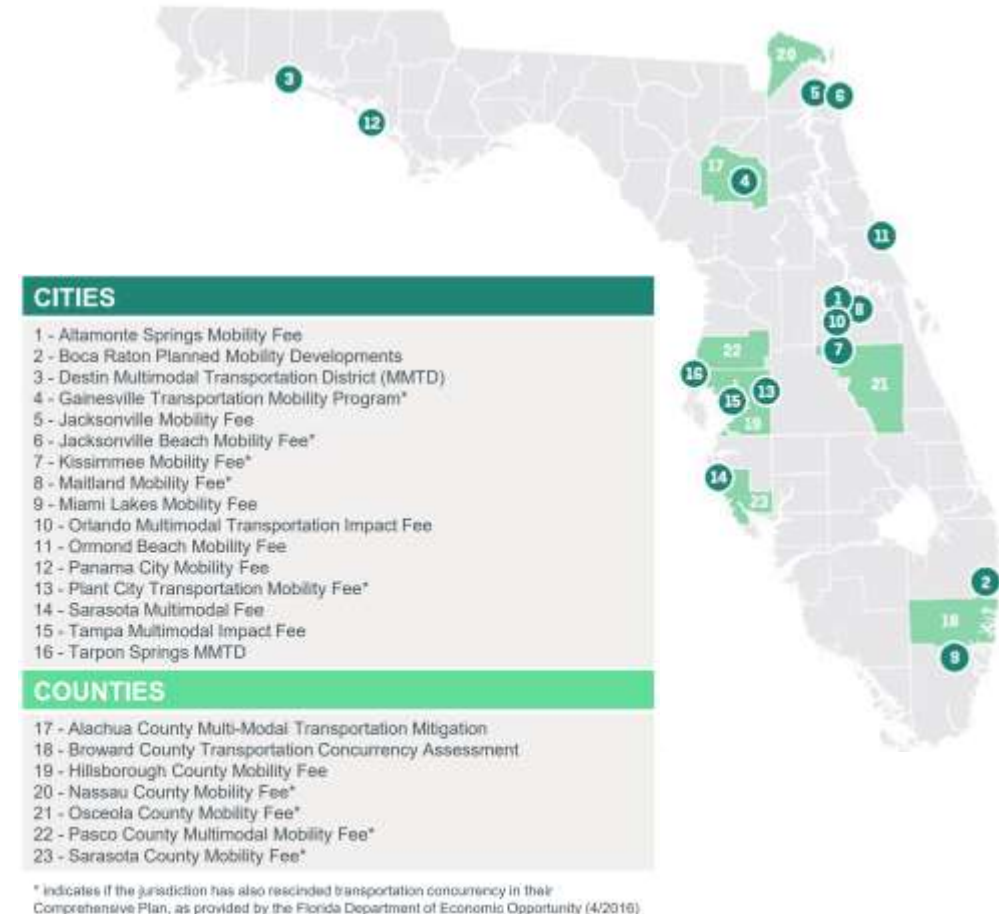 20
3
5
6
12
17
4
11
1
8
10
7
22
16
13
21
15
19
14
23
2
18
9
CITIES
1 - Altamonte Springs Mobility Fee
2 - Boca Raton Planned Mobility Developments
3 - Destin Multimodal Transportation District (MMTD)
4 - Gainesville Transportation Mobility Program*
5 - Jacksonville Mobility Fee
6 - Jacksonville Beach Mobility Fee*
7 - Kissimmee Mobility Fee*
8 - Maitland Mobility Fee*
9 - Miami Lakes Mobility Fee
10 - Orlando Multimodal Transportation Impact Fee
11 - Ormond Beach Mobility Fee
12 - Panama City Mobility Fee
13 - Plant City Transportation Mobility Fee*
14 - Sarasota Multimodal Fee
15 - Tampa Multimodal Impact Fee
16 - Tarpon Springs MMTD
COUNTIES
17 - Alachua County Multi-Modal Transportation Mitigation
18 - Broward County Transportation Concurrency Assessment
19 - Hillsborough County Mobility Fee
20 - Nassau County Mobility Fee*
21 - Osceola County Mobility Fee*
22 - Pasco County Multimodal Mobility Fee*
23 - Sarasota County Mobility Fee*
* indicates if the jurisdiction has also rescinded transportation concurrency in their
Comprehensive Plan, as provided by the Florida Department of Economic Opportunity (4/2016)